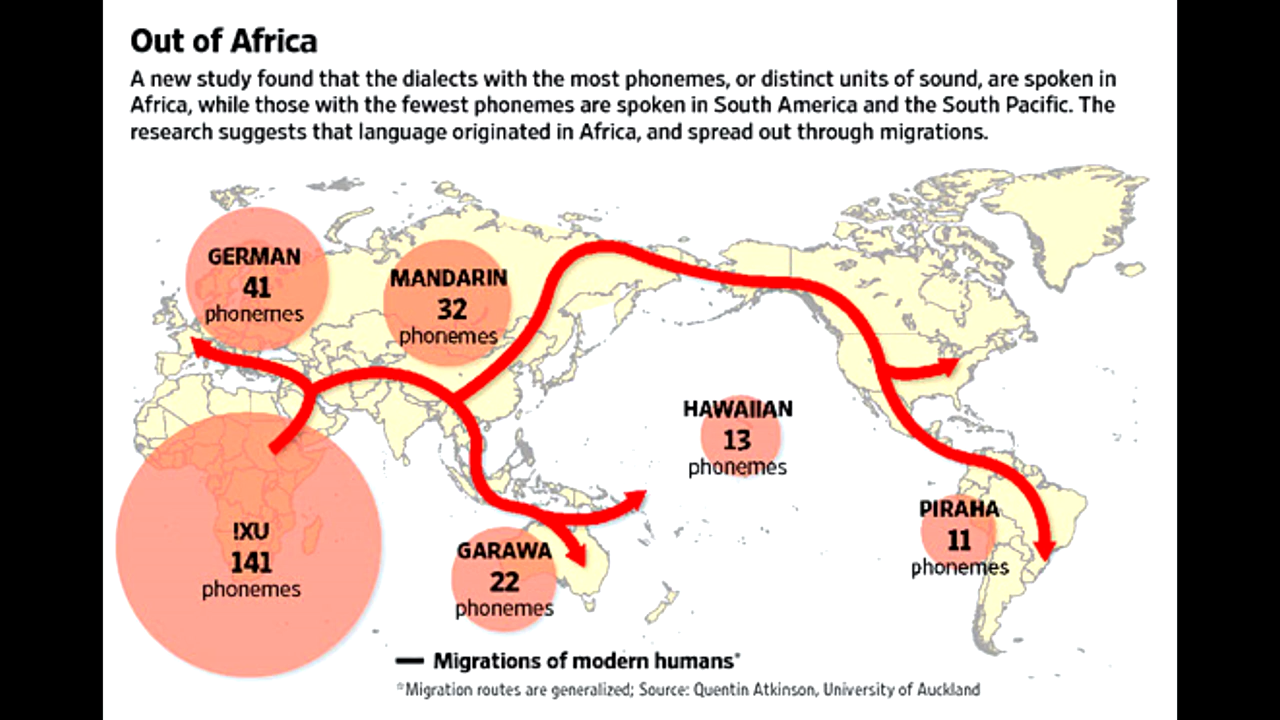 Out of Africa
A new study found that the dialects with the most phonemes, or distinct units of sound, are spoken in
Africa, while those with the fewest phonemes are spoken in South America and the South Pacific. The
research suggests that language originated in Africa, and spread out through migrations.
GERMAN
41
phonemes
MANDARIN
32
phonemes
HAWAIIAN
13
phonemes
PIRAHA
11
phonemes
!XU
141
phonemes
GARAWA
22
phonemes
Migrations of modern humans*
*Migration routes are generalized; Source: Quentin Atkinson, University of Auckland